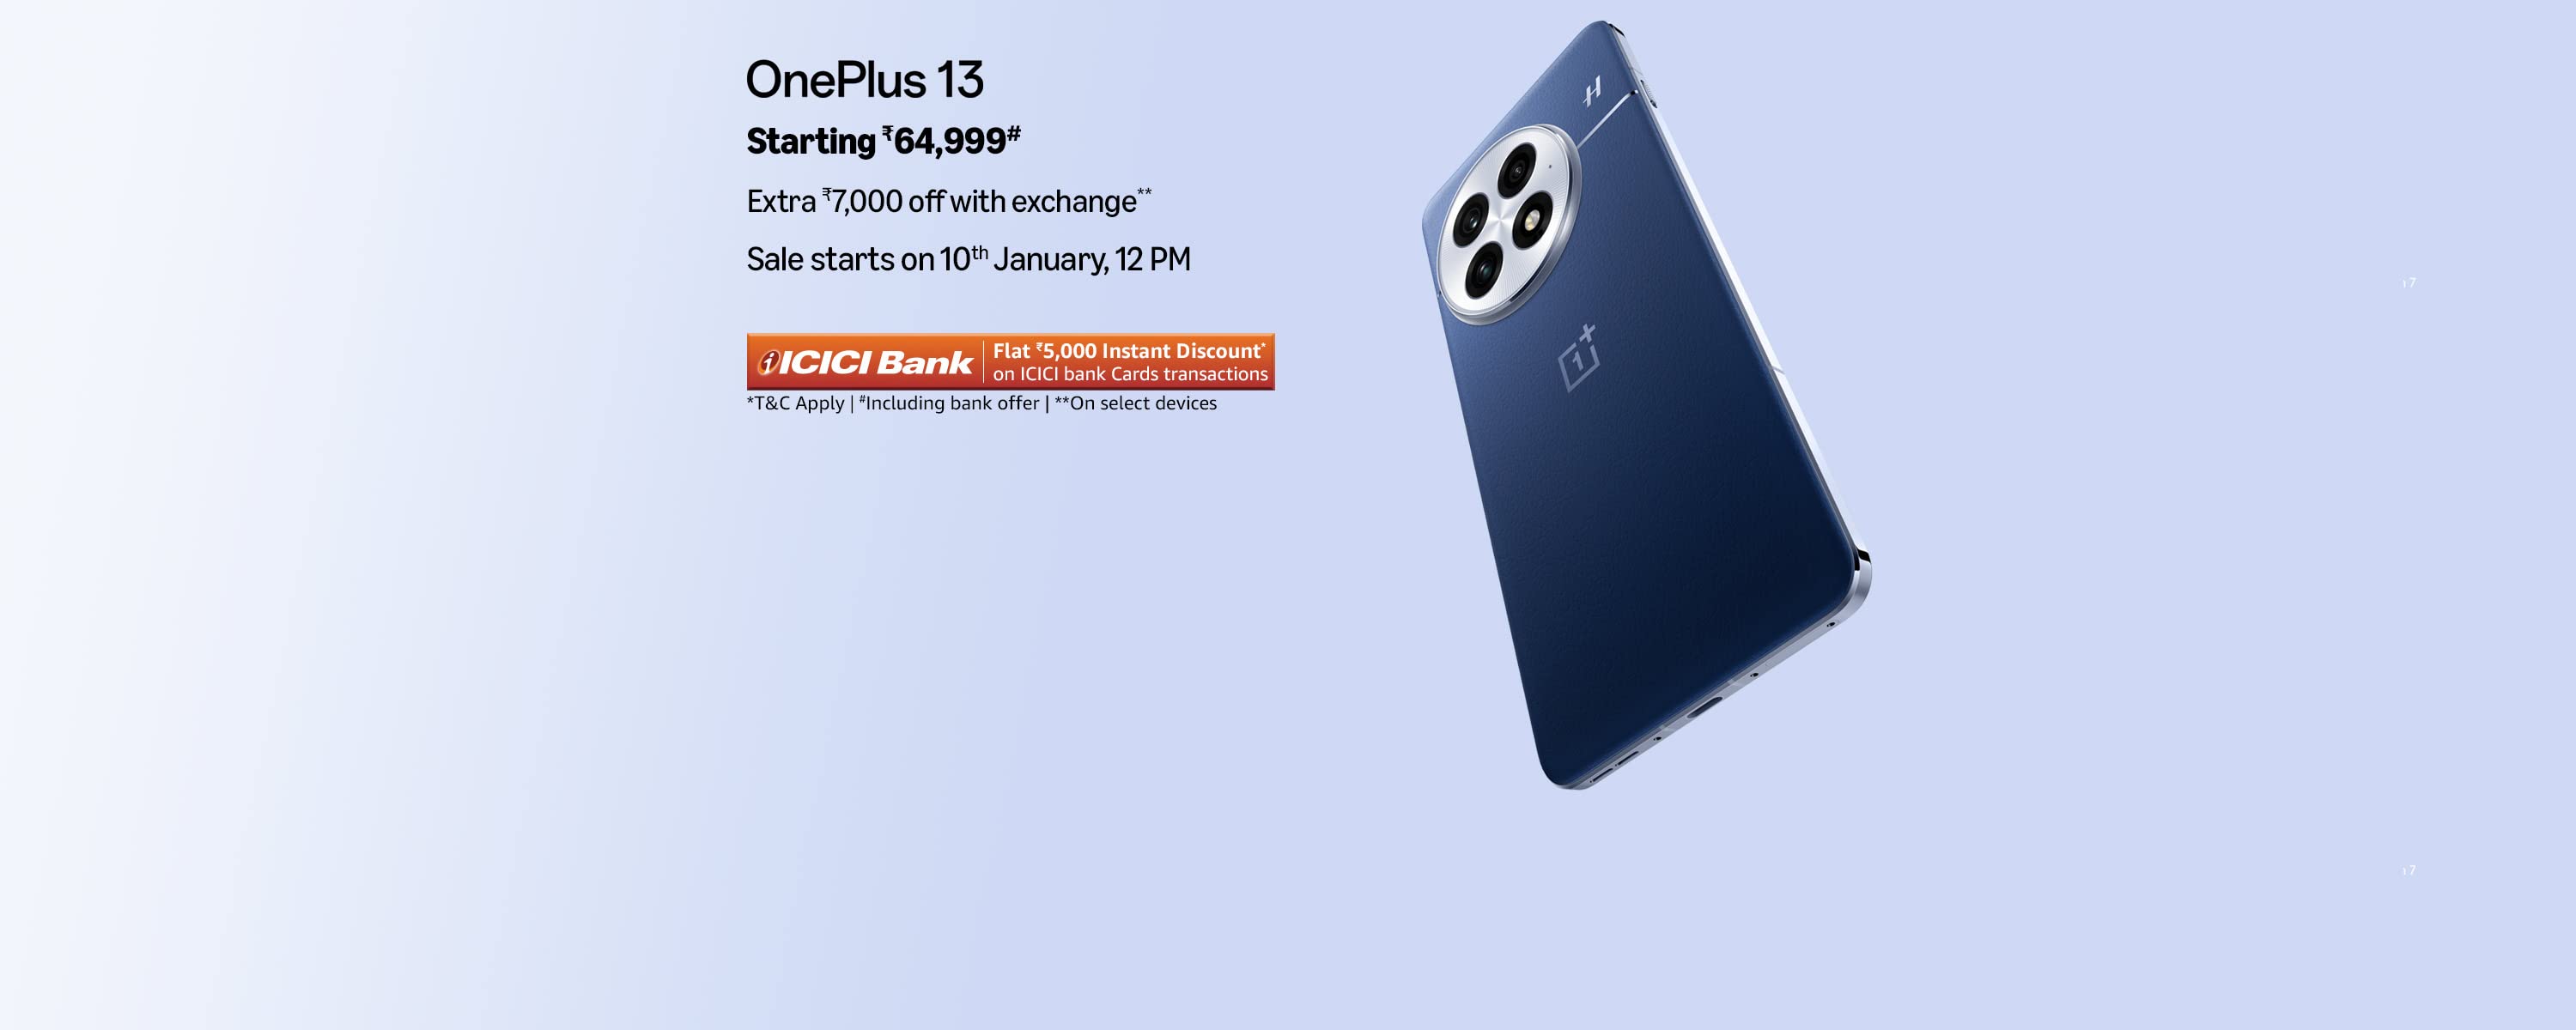 OnePlus 13
Starting ₹64,999#
Extra ₹7,000 off with exchange**
Sale starts on 10th January, 12 PM
ICICI Bank
Flat ₹5,000 Instant Discount*
on ICICI bank Cards transactions
*T&C Apply | #Including bank offer | **On select devices